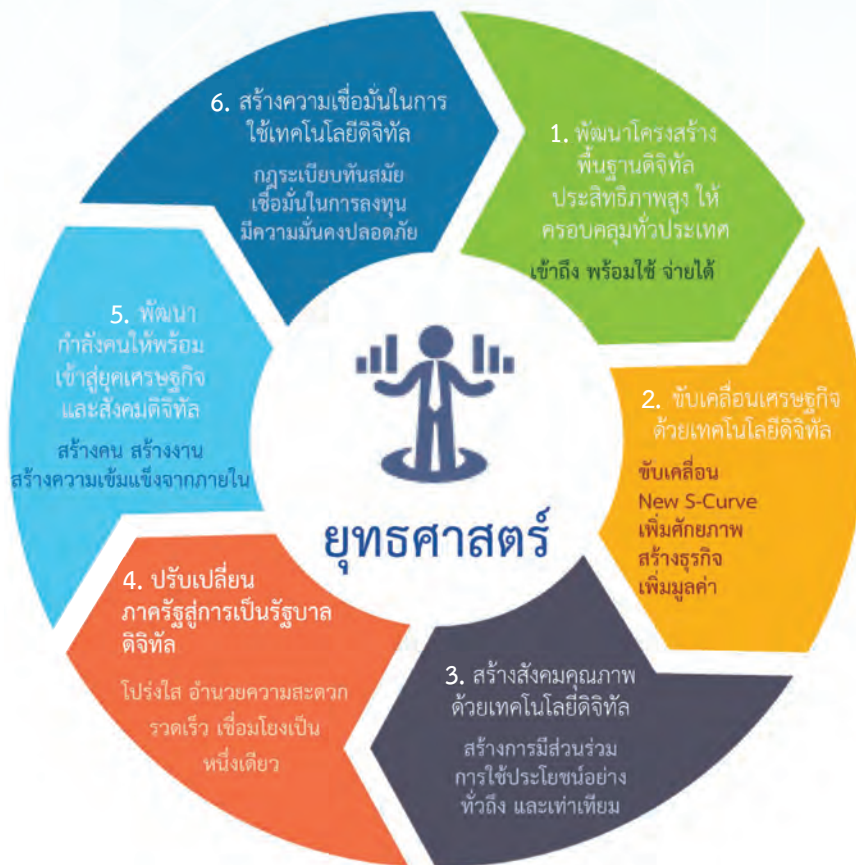 1. พัฒนาโครงสร้าง
พื้นฐานดิจิทัล
ประสิทธิภาพสูง ให้
ครอบคลุมทั่วประเทศ
เข้าถึง พร้อมใช้ จ่ายได้
2. ขับเคลื่อนเศรษฐกิจ
ด้วยเทคโนโลยีดิจิทัล
ขับเคลื่อน
New S-Curve
เพิ่มศักยภาพ
สร้างธุรกิจ
เพิ่มมูลค่า
3. สร้างสังคมคุณภาพ
ด้วยเทคโนโลยีดิจิทัล
สร้างการมีส่วนร่วม
การใช้ประโยชน์อย่าง
ทั่วถึง และเท่าเทียม
4. ปรับเปลี่ยน
ภาครัฐสู่การเป็นรัฐบาล
ดิจิทัล
โปร่งใส อำนวยความสะดวก
รวดเร็ว เชื่อมโยงเป็น
หนึ่งเดียว
5. พัฒนา
กำลังคนให้พร้อม
เข้าสู่ยุคเศรษฐกิจ
และสังคมดิจิทัล
สร้างคน สร้างงาน
สร้างความเข้มแข็งจากภายใน
6. สร้างความเชื่อมั่นในการ
ใช้เทคโนโลยีดิจิทัล
กฎระเบียบทันสมัย
เชื่อมั่นในการลงทุน
มีความมั่นคงปลอดภัย
ยุทธศาสตร์